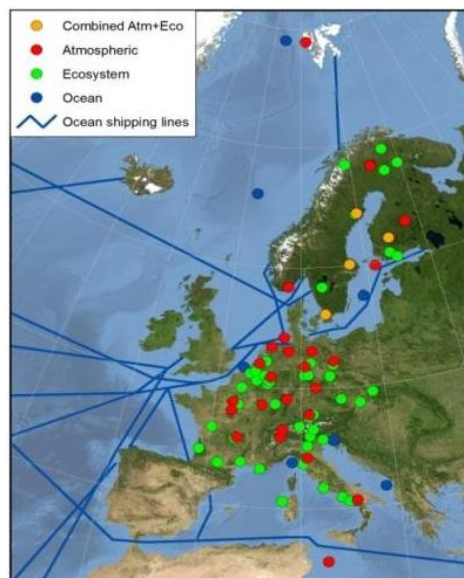 Combined Atm+Eco
Atmospheric
Ecosystem
Ocean
Ocean shipping lines